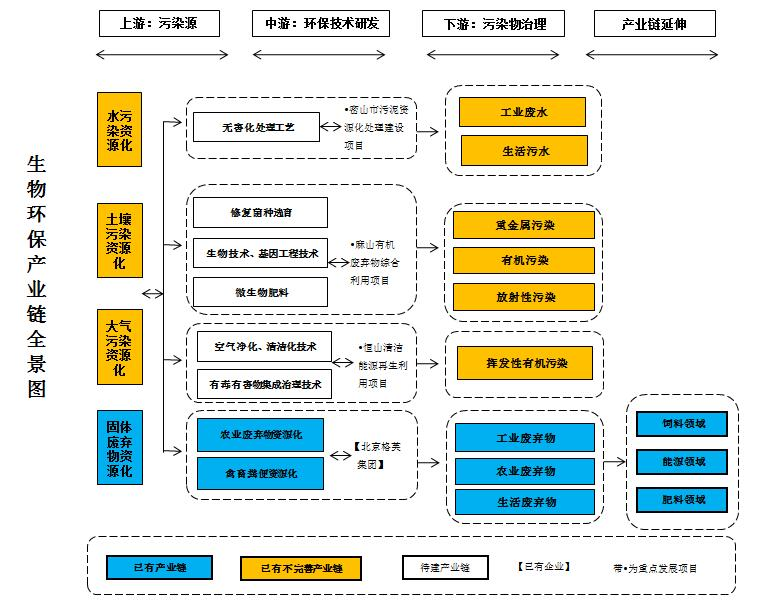 上游：污染源
中游：环保技术研发
下游：污染物治理
产业链延伸
生物环保产业链全景图
水污
染资
源化
无害化处理工艺
•密山市污泥资
源化处理建设
项目
工业废水
生活污水
土壤
污染
资源
化
修复菌种选育
生物技术、基因工程技术
微生物肥料
•麻山有机
废弃物综合
利用项目
重金属污染
有机污染
放射性污染
大气
污染
资源
化
空气净化、清洁化技术
有毒有害物集成治理技术
•恒山清洁
能源再生利
用项目
挥发性有机污染
固体
废弃
物资
源化
农业废弃物资源化
禽畜粪便资源化
【北京格英
集团】
工业废弃物
农业废弃物
生活废弃物
饲料领域
能源领域
肥料领域
已有产业链
已有不完善产业链
待建产业链
【已有企业】
带•为重点发展项目